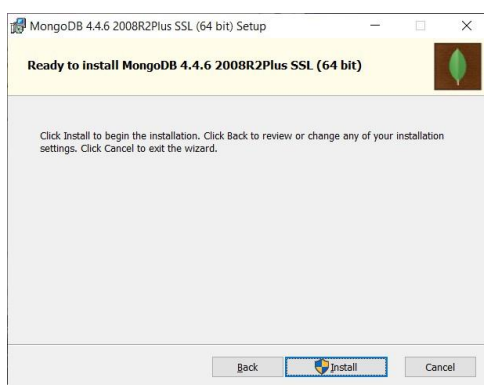 MongoDB 4.4.6 2008R2Plus SSL (64 bit) Setup
Ready to install MongoDB 4.4.6 2008R2Plus SSL (64 bit)
Click Install to begin the installation. Click Back to review or change any of your installation
settings. Click Cancel to exit the wizard.
Back Install Cancel